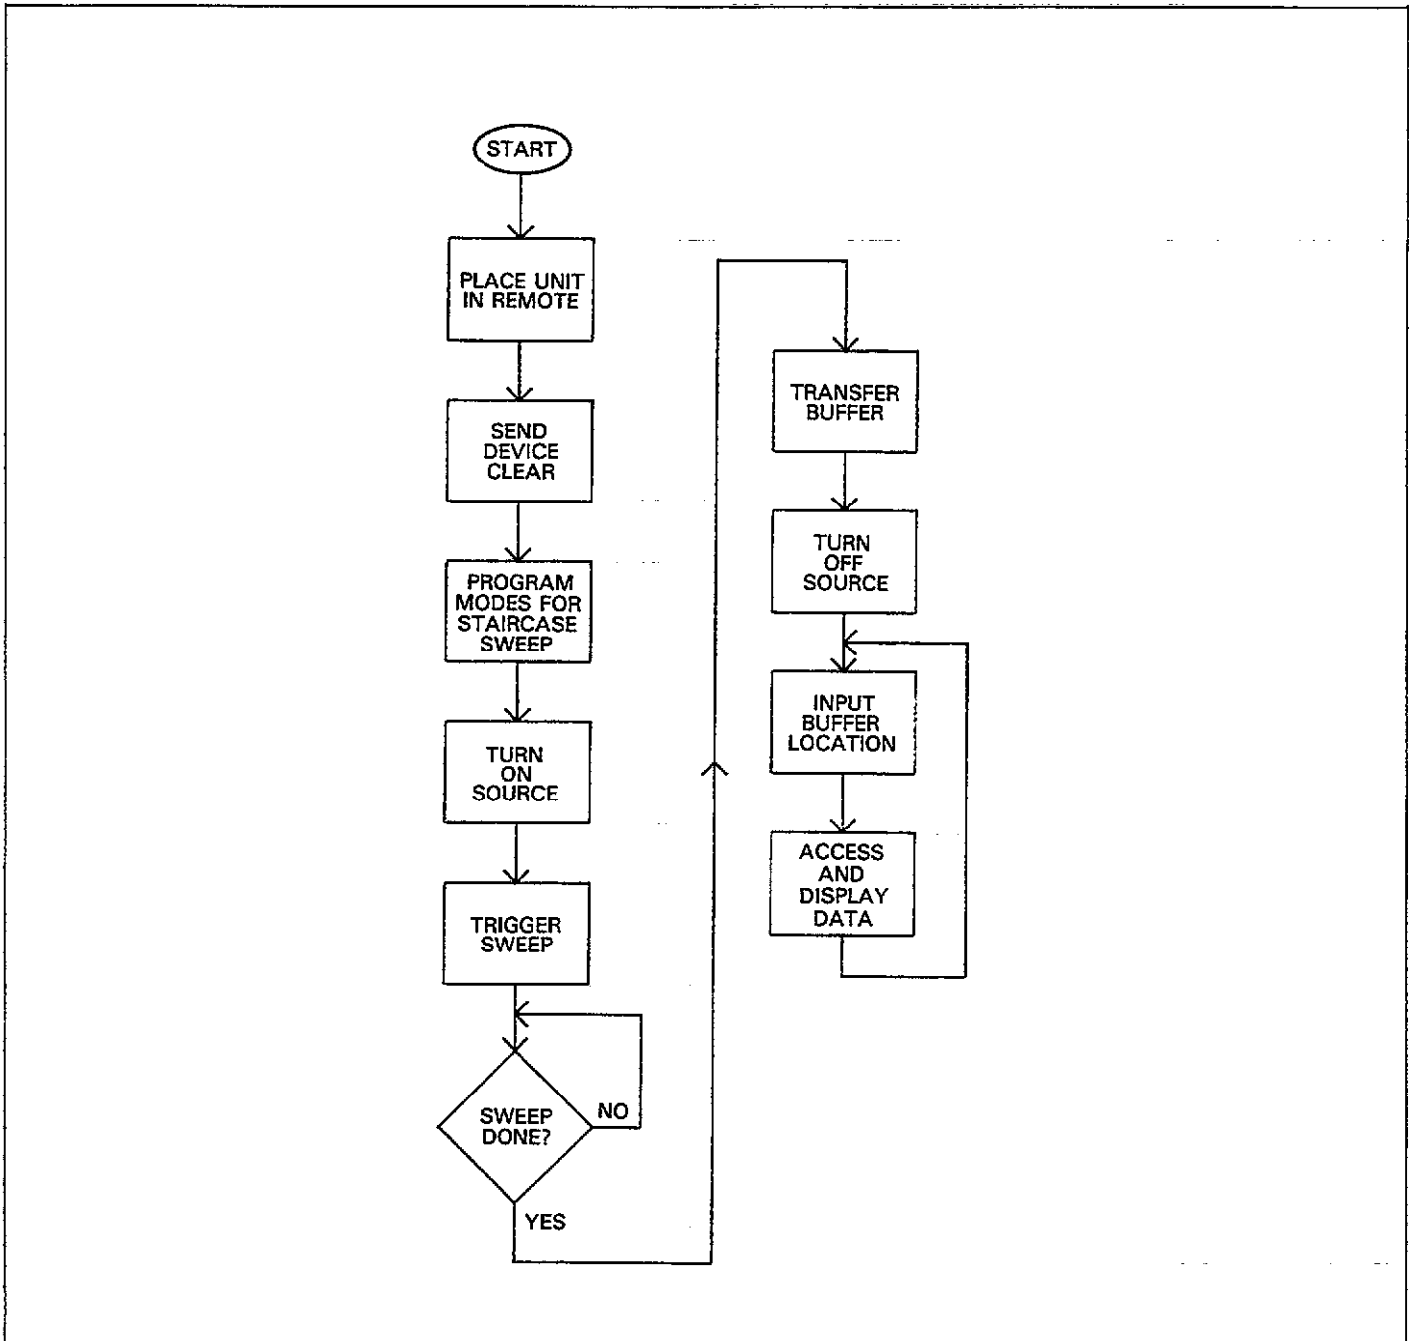 START
PLACE UNIT
IN REMOTE
SEND
DEVICE
CLEAR
PROGRAM
MODES FOR
STAIRCASE
SWEEP
TURN
ON
SOURCE
TRIGGER
SWEEP
SWEEP
DONE?
NO
YES
TRANSFER
BUFFER
TURN
OFF
SOURCE
INPUT
BUFFER
LOCATION
ACCESS
AND
DISPLAY
DATA